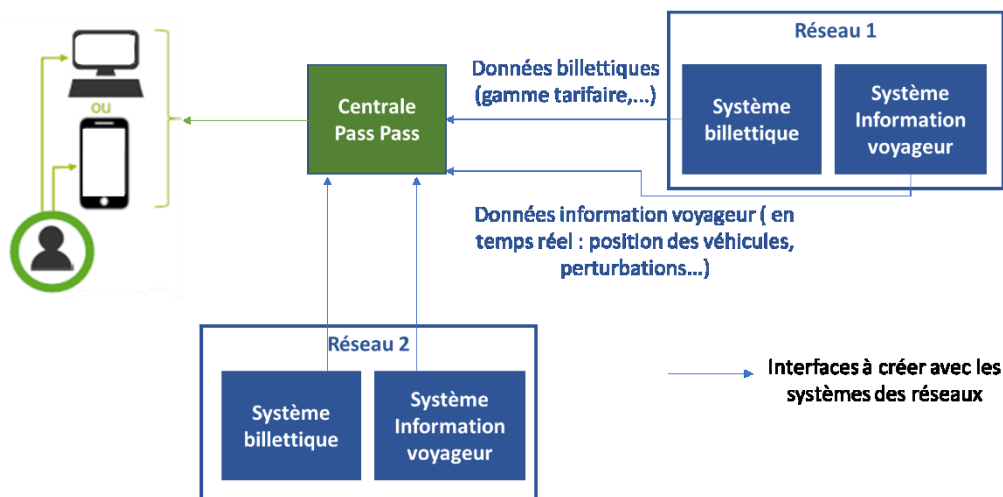 Réseau 1
Données billettiques
(gamme tarifaire,...)
ou
Centrale
Pass Pass
Système
billettique
Système
Information
voyageur
Données information voyageur ( en
temps réel : position des véhicules,
perturbations...)
Réseau 2
Système
billettique
Système
Information
voyageur
Interfaces à créer avec les
systèmes des réseaux